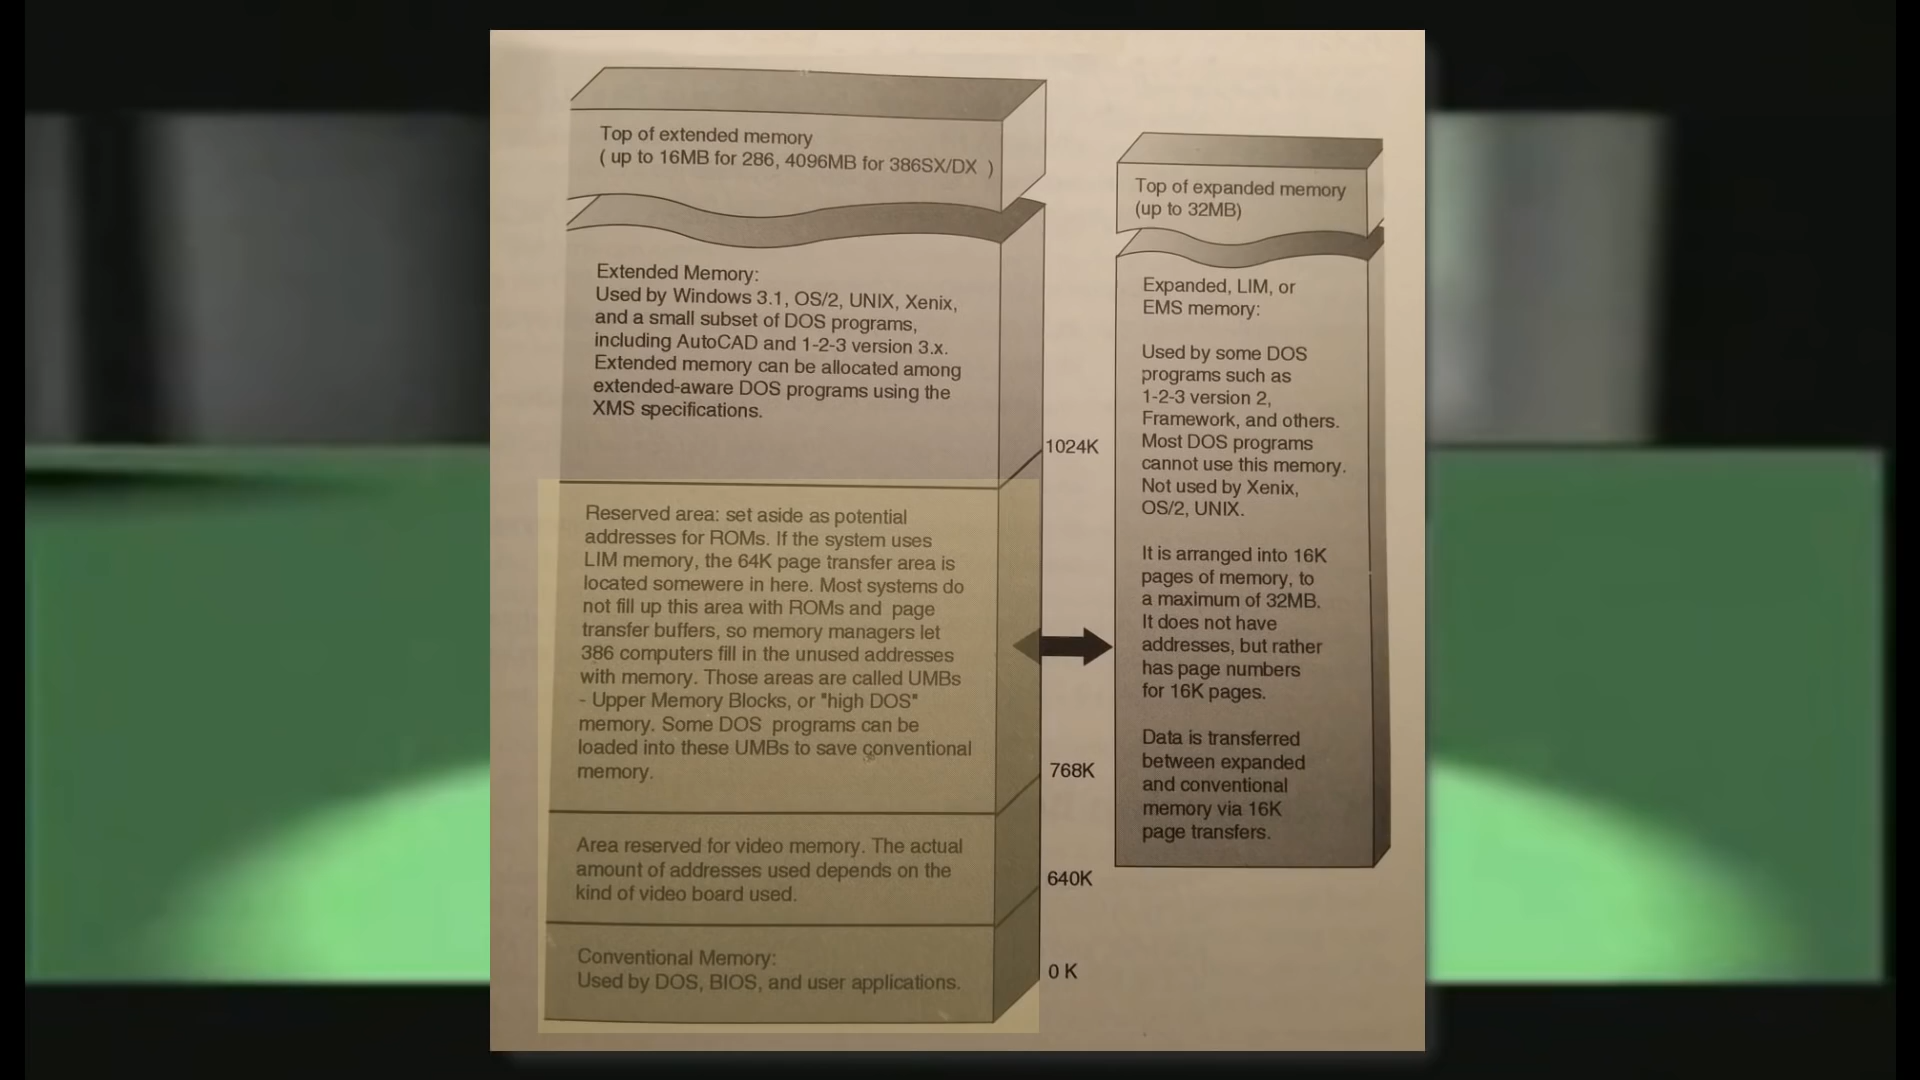 Top of extended memory
( up to 16MB for 286, 4096MB for 386SX/DX )
Extended Memory:
Used by Windows 3.1, OS/2, UNIX, Xenix,
and a small subset of DOS programs,
including AutoCAD and 1-2-3 version 3.x.
Extended memory can be allocated among
extended-aware DOS programs using the
XMS specifications.
1024K
Reserved area: set aside as potential
addresses for ROMs. If the system uses
LIM memory, the 64K page transfer area is
located somewere in here. Most systems do
not fill up this area with ROMs and page
transfer buffers, so memory managers let
386 computers fill in the unused addresses
with memory. Those areas are called UMBs
- Upper Memory Blocks, or "high DOS"
memory. Some DOS programs can be
loaded into these UMBs to save conventional
memory.
768K
Area reserved for video memory. The actual
amount of addresses used depends on the
kind of video board used.
640K
Conventional Memory:
Used by DOS, BIOS, and user applications.
0 K
Top of expanded memory
(up to 32MB)
Expanded, LIM, or
EMS memory:
Used by some DOS
programs such as
1-2-3 version 2,
Framework, and others.
Most DOS programs
cannot use this memory.
Not used by Xenix,
OS/2, UNIX.
It is arranged into 16K
pages of memory, to
a maximum of 32MB.
It does not have
addresses, but rather
has page numbers
for 16K pages.
Data is transferred
between expanded
and conventional
memory via 16K
page transfers.